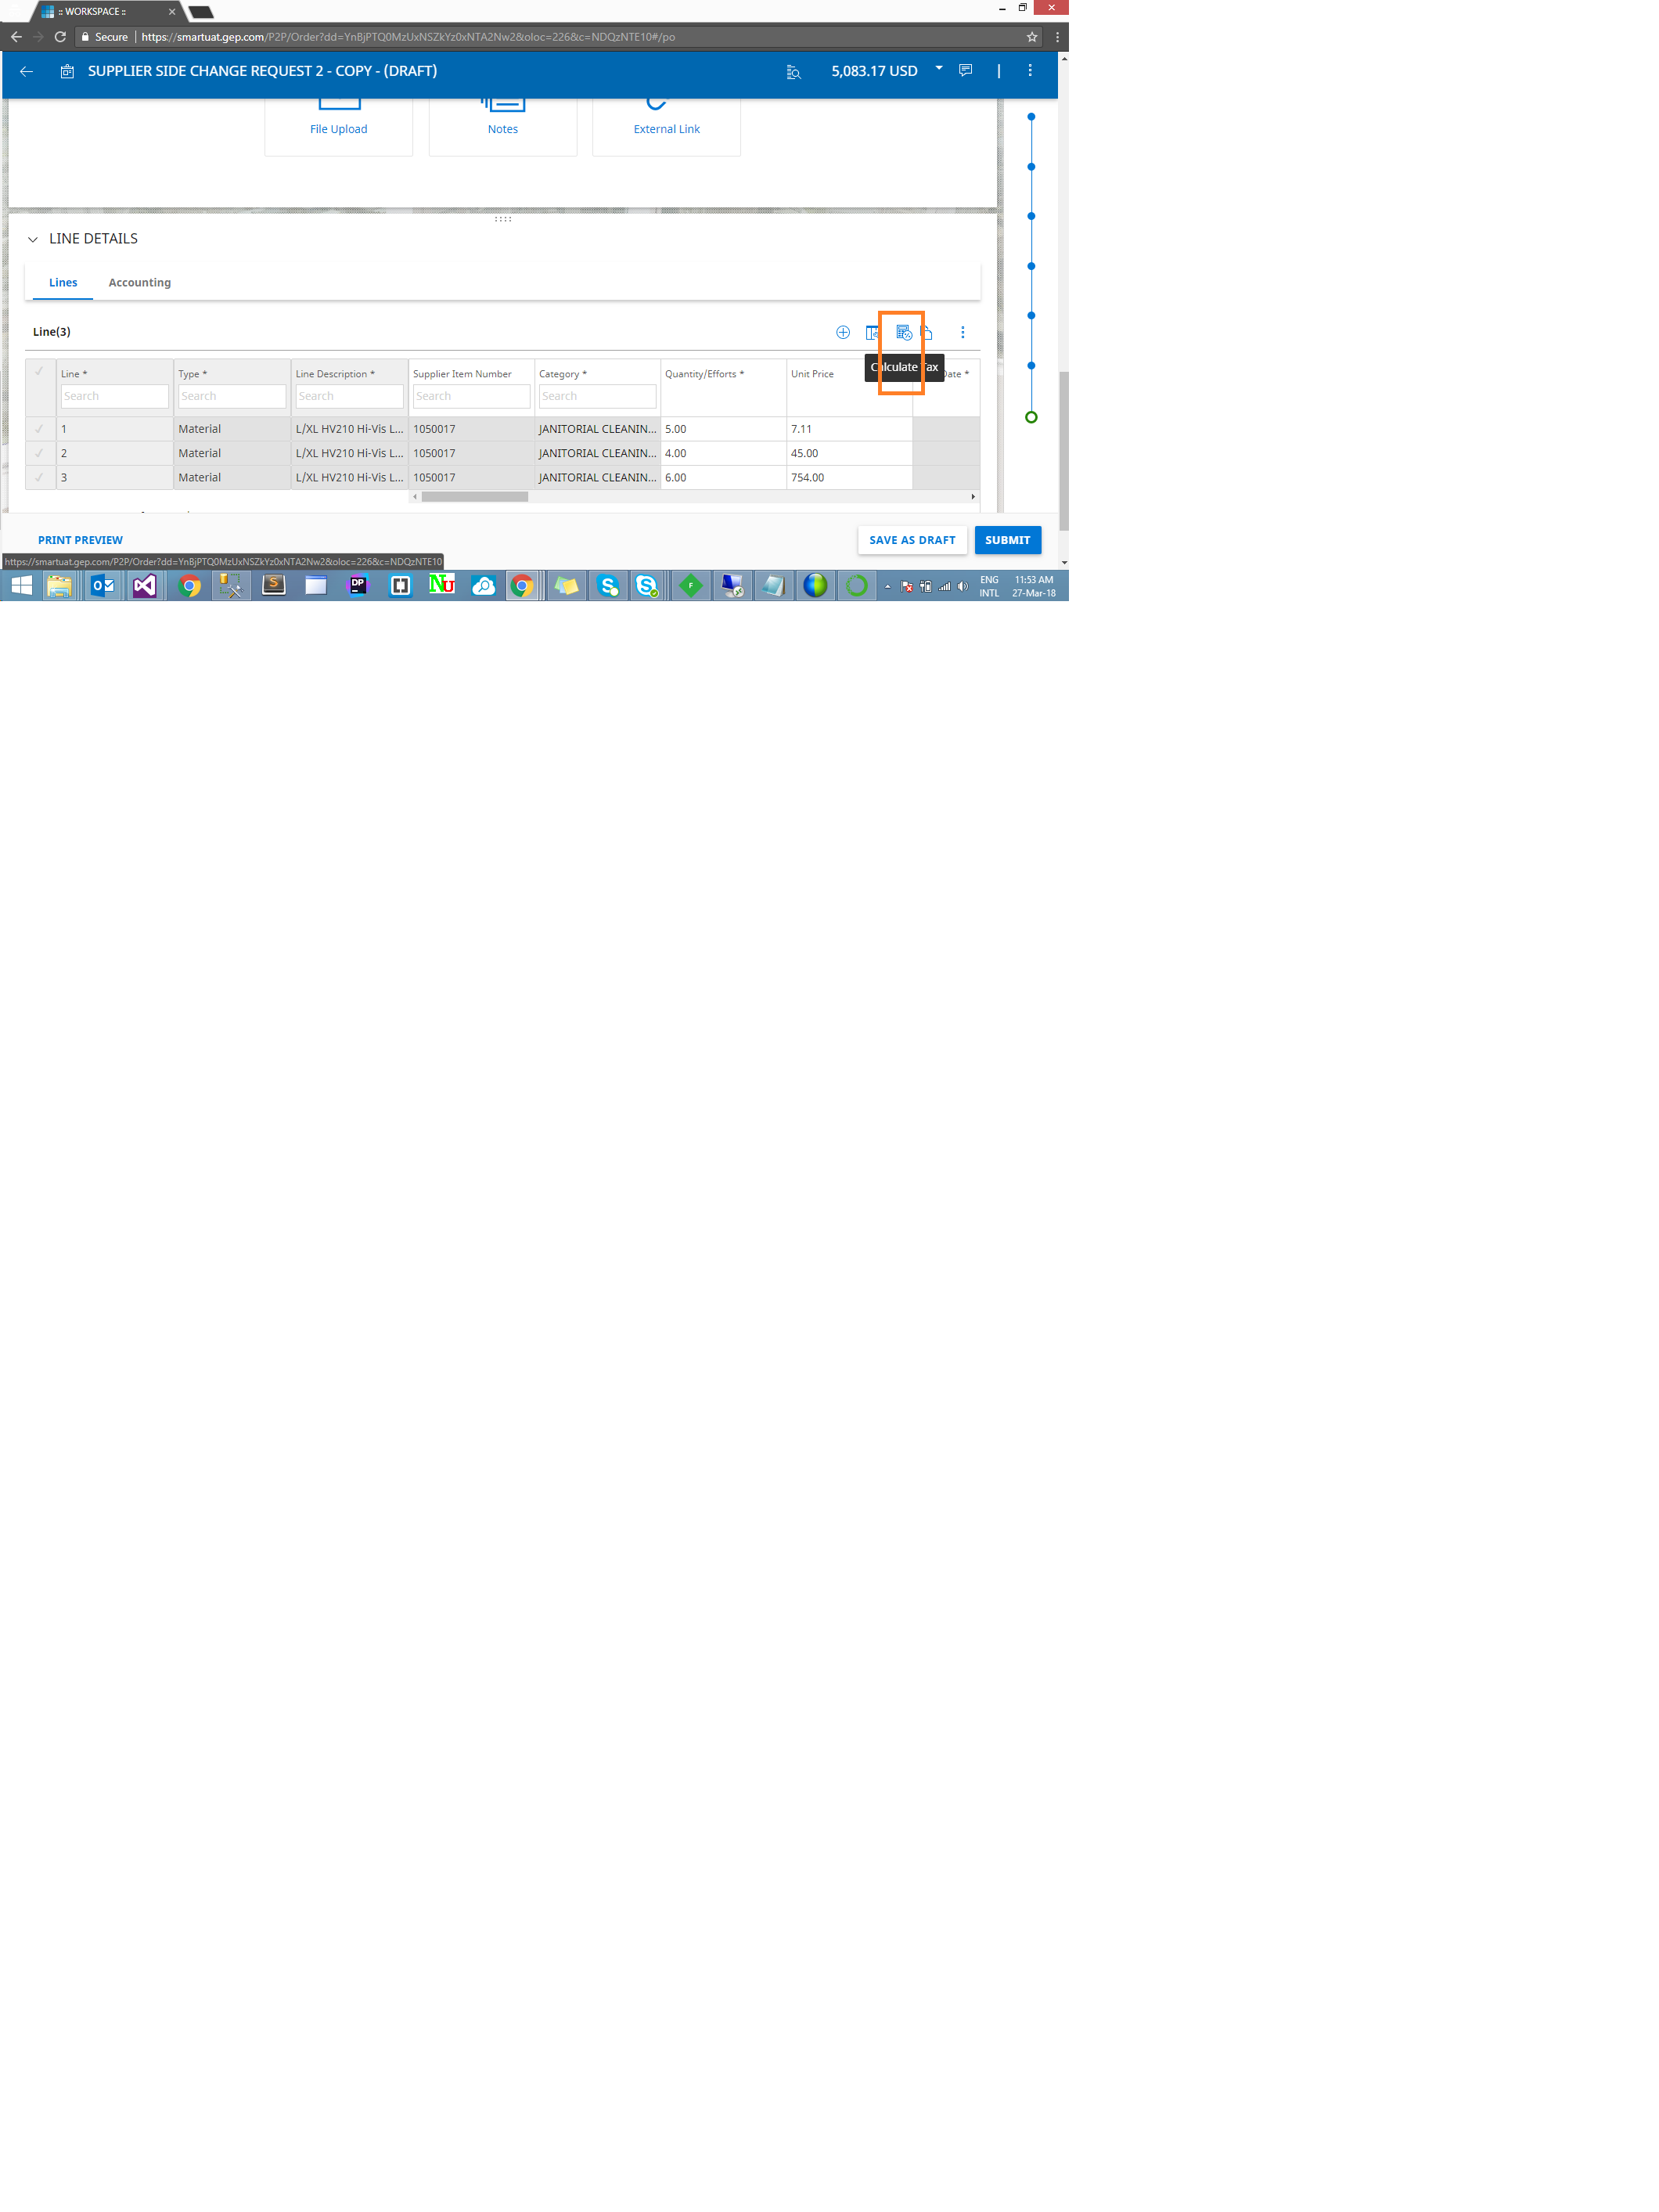 :: WORKSPACE ::
Secure | https://smartuat.gep.com/P2P/Order?dd=YnBjPTQ0MzUxNSZkYz0xNTA2Nw2&oloc=226&c=NDQzNTE10#/po
SUPPLIER SIDE CHANGE REQUEST 2 - COPY - (DRAFT)
5,083.17 USD
File Upload
Notes
External Link
LINE DETAILS
Lines
Accounting
Line(3)
Calculate Tax
Line *
Type *
Line Description *
Supplier Item Number
Category *
Quantity/Efforts *
Unit Price
Date *
Search
Search
Search
Search
Search
1 Material L/XL HV210 Hi-Vis L... 1050017 JANITORIAL CLEANIN... 5.00 7.11
2 Material L/XL HV210 Hi-Vis L... 1050017 JANITORIAL CLEANIN... 4.00 45.00
3 Material L/XL HV210 Hi-Vis L... 1050017 JANITORIAL CLEANIN... 6.00 754.00
PRINT PREVIEW
SAVE AS DRAFT
SUBMIT
https://smartuat.gep.com/P2P/Order?dd=YnBjPTQ0MzUxNSZkYz0xNTA2Nw2&oloc=226&c=NDQzNTE10
S
DP
NU
F
ENG
INTL
11:53 AM
27-Mar-18